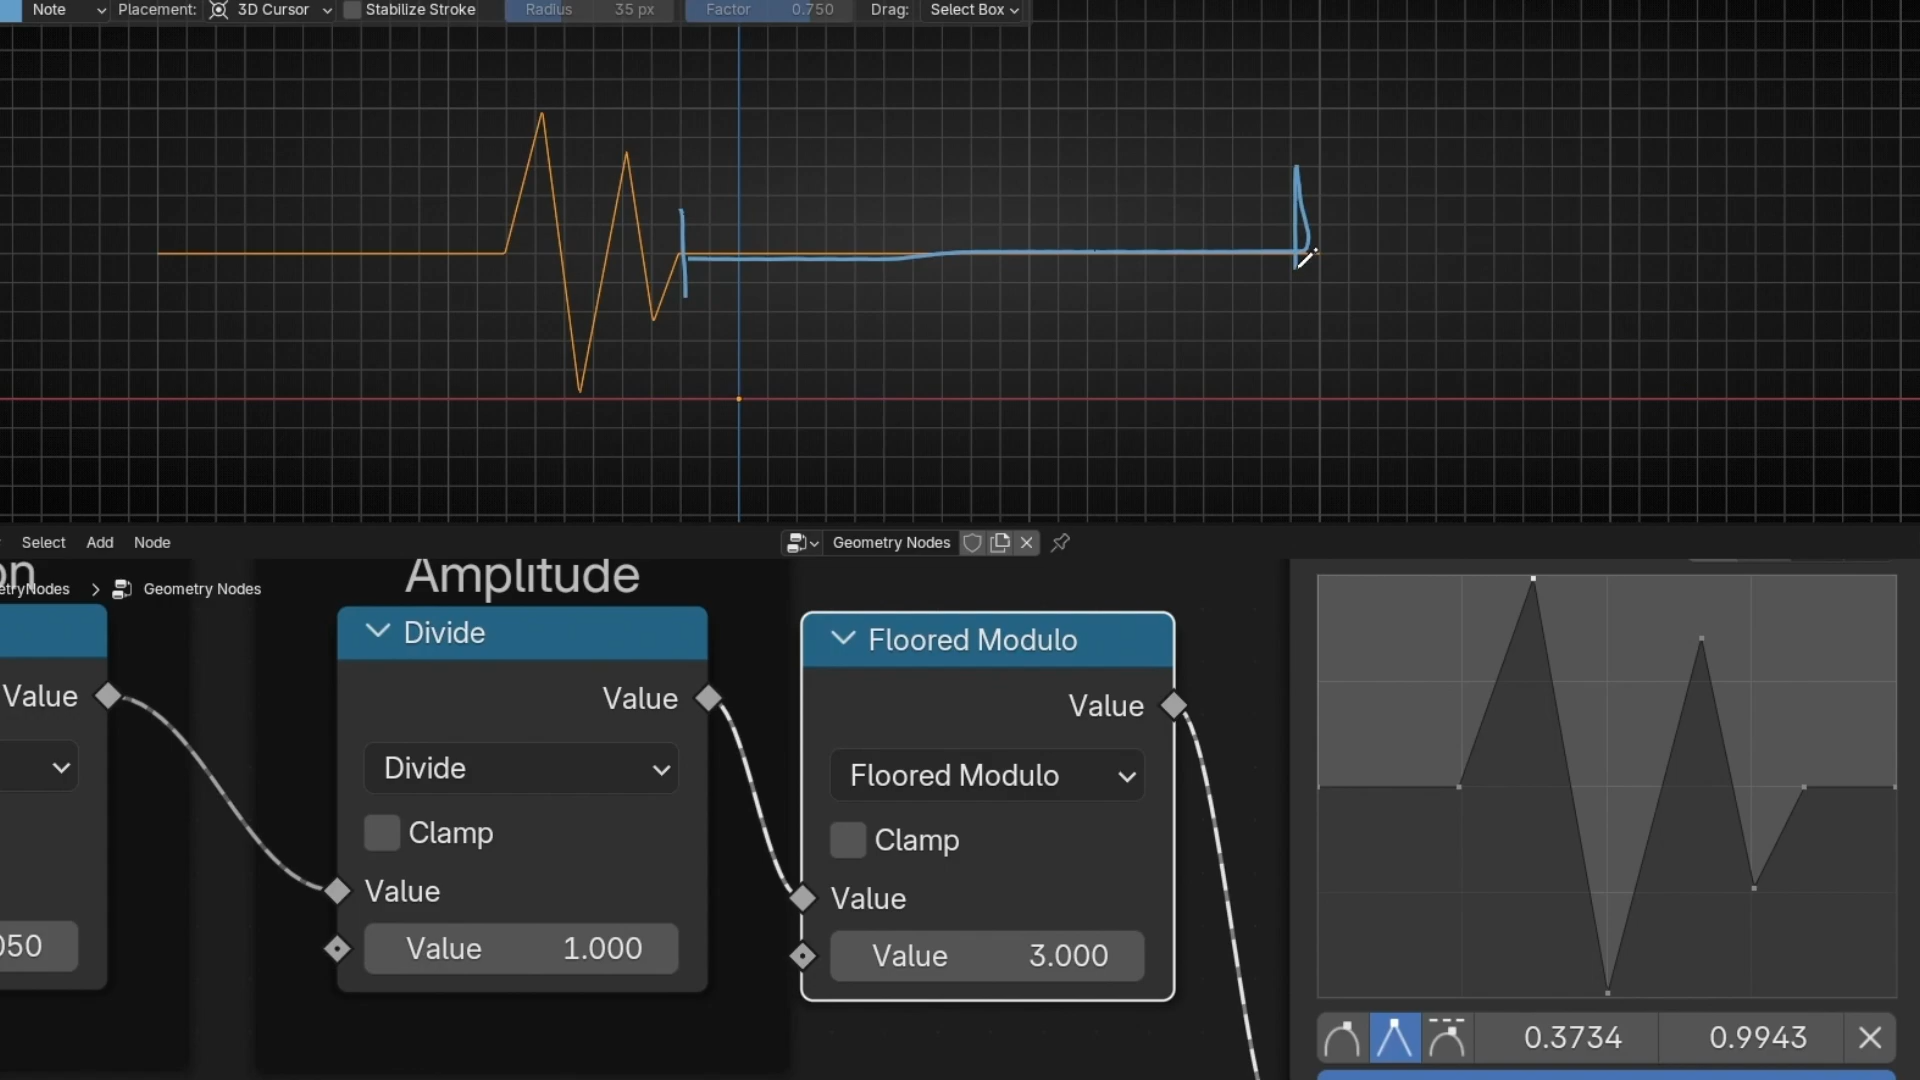 Note Placement: 3D Cursor Stabilize Stroke Radius 35 px Factor 0.750 Drag: Select Box
Select Add Node Geometry Nodes
Amplitude
etryNodes > Geometry Nodes
Divide
Floored Modulo
Value
Value
Value
Divide
Floored Modulo
Clamp
Clamp
Value
Value
050
Value 1.000
Value 3.000
0.3734 0.9943